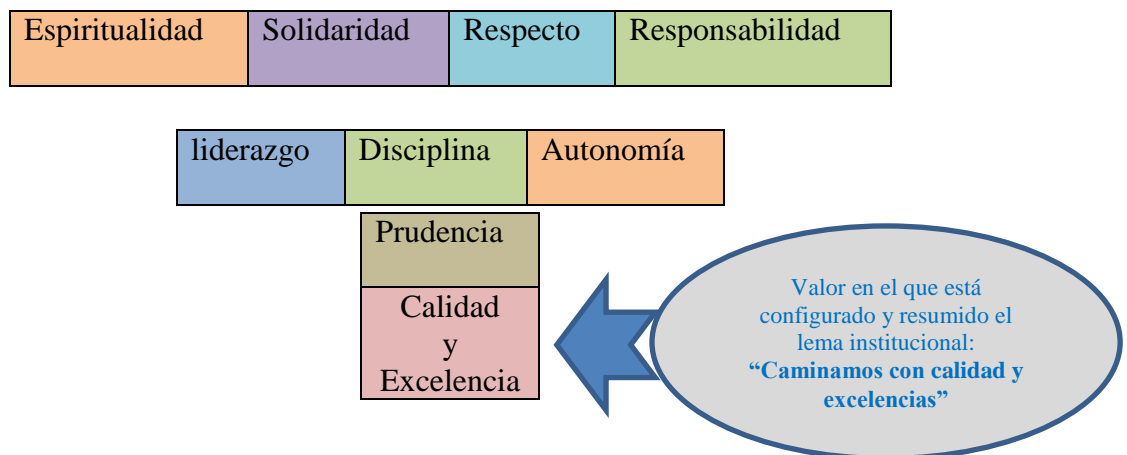 Espiritualidad Solidaridad Respecto Responsabilidad
liderazgo Disciplina Autonomía
Prudencia
Calidad
y
Excelencia
Valor en el que está
configurado y resumido el
lema institucional:
“Caminamos con calidad y
excelencias”